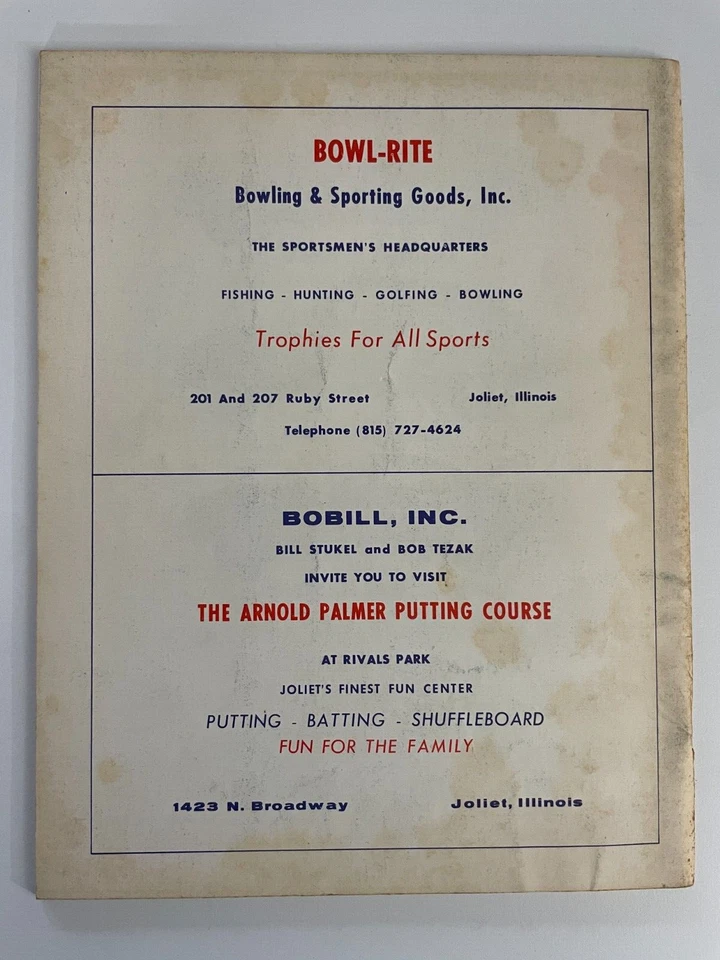 BOWL-RITE
Bowling & Sporting Goods, Inc.
THE SPORTSMEN'S HEADQUARTERS
FISHING - HUNTING - GOLFING - BOWLING
Trophies For All Sports
201 And 207 Ruby Street Joliet, Illinois
Telephone (815) 727-4624
BOBILL, INC.
BILL STUKEL and BOB TEZAK
INVITE YOU TO VISIT
THE ARNOLD PALMER PUTTING COURSE
AT RIVALS PARK
JOLIET'S FINEST FUN CENTER
PUTTING - BATTING - SHUFFLEBOARD
FUN FOR THE FAMILY
1423 N. Broadway Joliet, Illinois